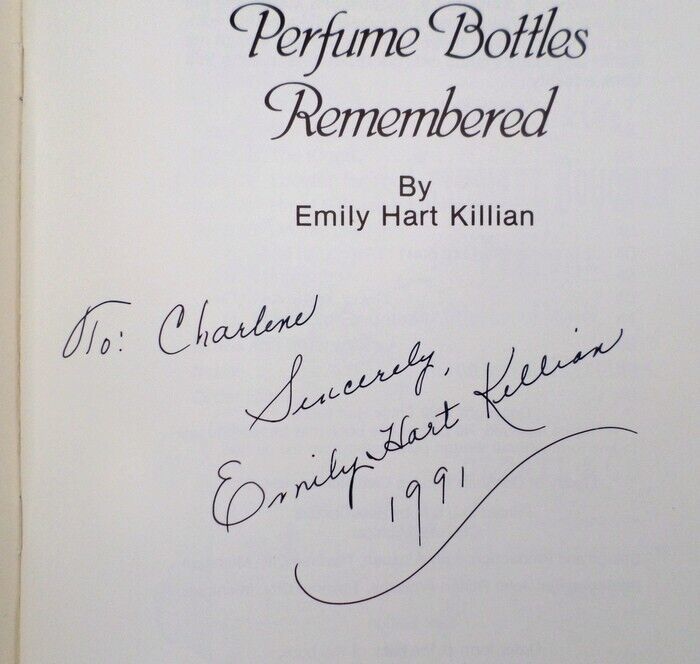 Perfume Bottles
Remembered
By
Emily Hart Killian
To: Charlene
Sincerely,
Emily Hart Killian
1991